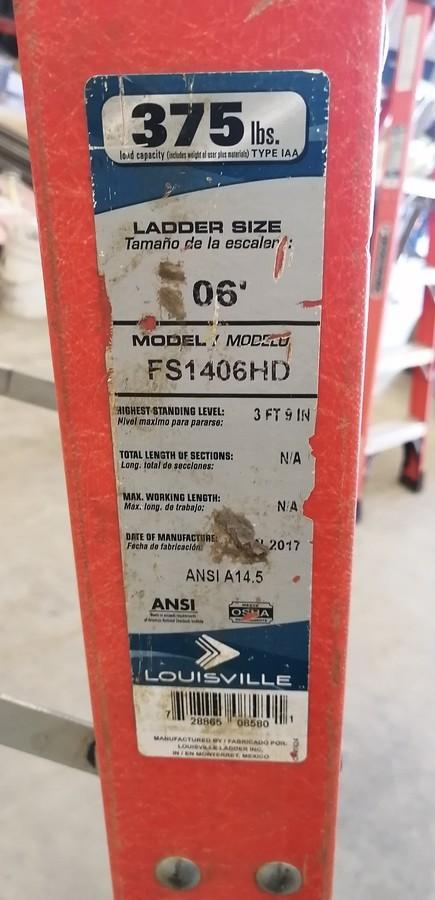 375 lbs.
load capacity (includes weight of user plus materials) TYPE IAA
LADDER SIZE
Tamaño de la escalera:
06'
MODEL / MODELO
FS1406HD
HIGHEST STANDING LEVEL: 3 FT 9 IN
Nivel maximo para pararse:
TOTAL LENGTH OF SECTIONS: N/A
Long. total de secciones:
MAX. WORKING LENGTH: N/A
Máx. long. de trabajo:
DATE OF MANUFACTURE: 2017
Fecha de fabricación:
ANSI A14.5
ANSI
OSHA
LOUISVILLE
7 28865 08580 1
MANUFACTURED BY / FABRICADO POR:
LOUISVILLE LADDER INC.
IN / EN MONTERREY, MEXICO